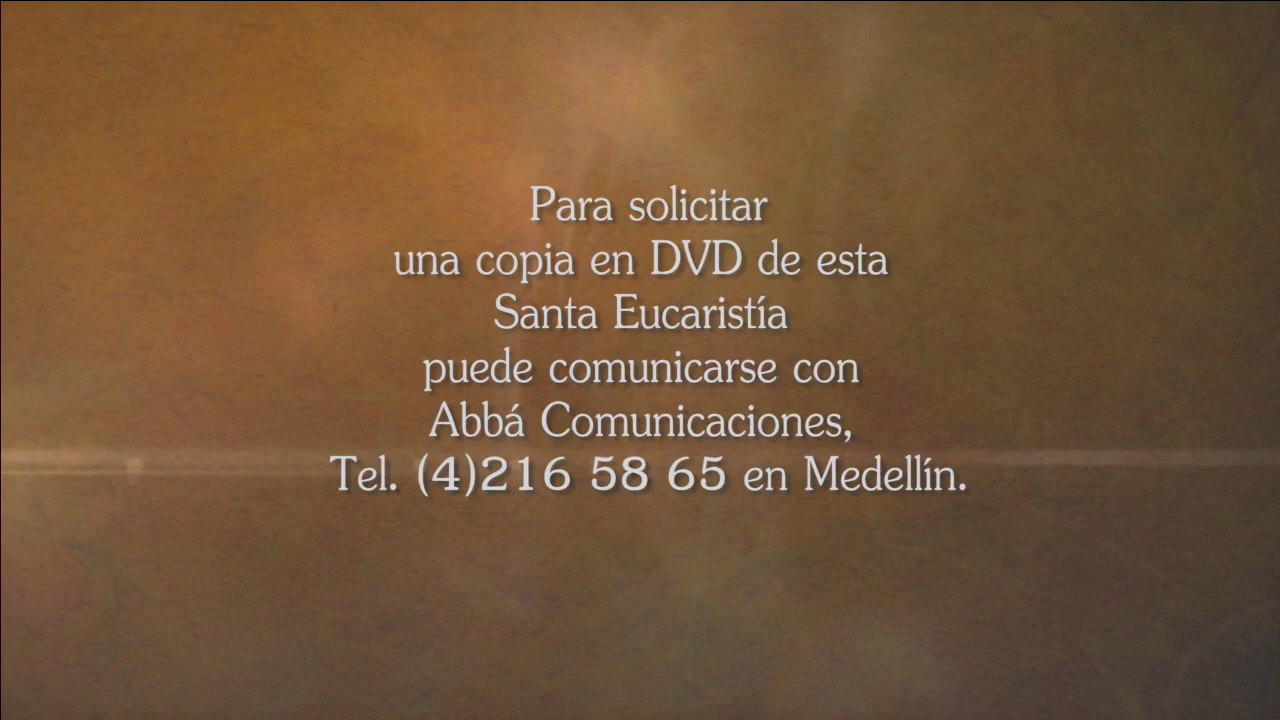 Para solicitar
una copia en DVD de esta
Santa Eucaristía
puede comunicarse con
Abbá Comunicaciones,
Tel. (4)216 58 65 en Medellín.